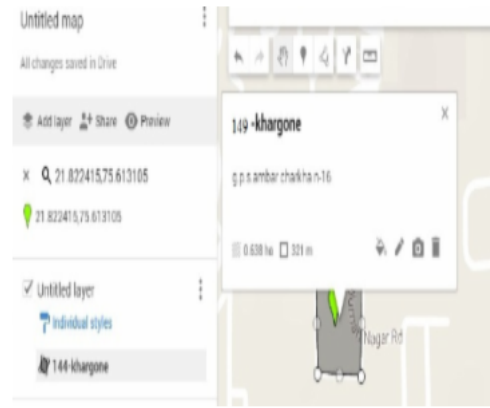 Untitled map
All changes saved in Drive
Add layer Share Preview
21.822415,75.613105
21.822415,75.613105
Untitled layer
Individual styles
144-khargone
149 -khargone
g.p.s.ambar charkha n-16
0.638 ha 321 m
Nagar Rd